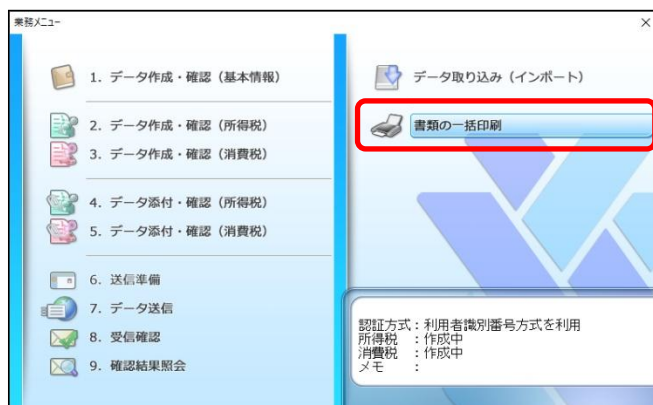 業務メニュー
1. データ作成・確認（基本情報）
2. データ作成・確認（所得税）
3. データ作成・確認（消費税）
4. データ添付・確認（所得税）
5. データ添付・確認（消費税）
6. 送信準備
7. データ送信
8. 受信確認
9. 確認結果照会
データ取り込み（インポート）
書類の一括印刷
認証方式：利用者識別番号方式を利用
所得税　：作成中
消費税　：作成中
メモ　　：